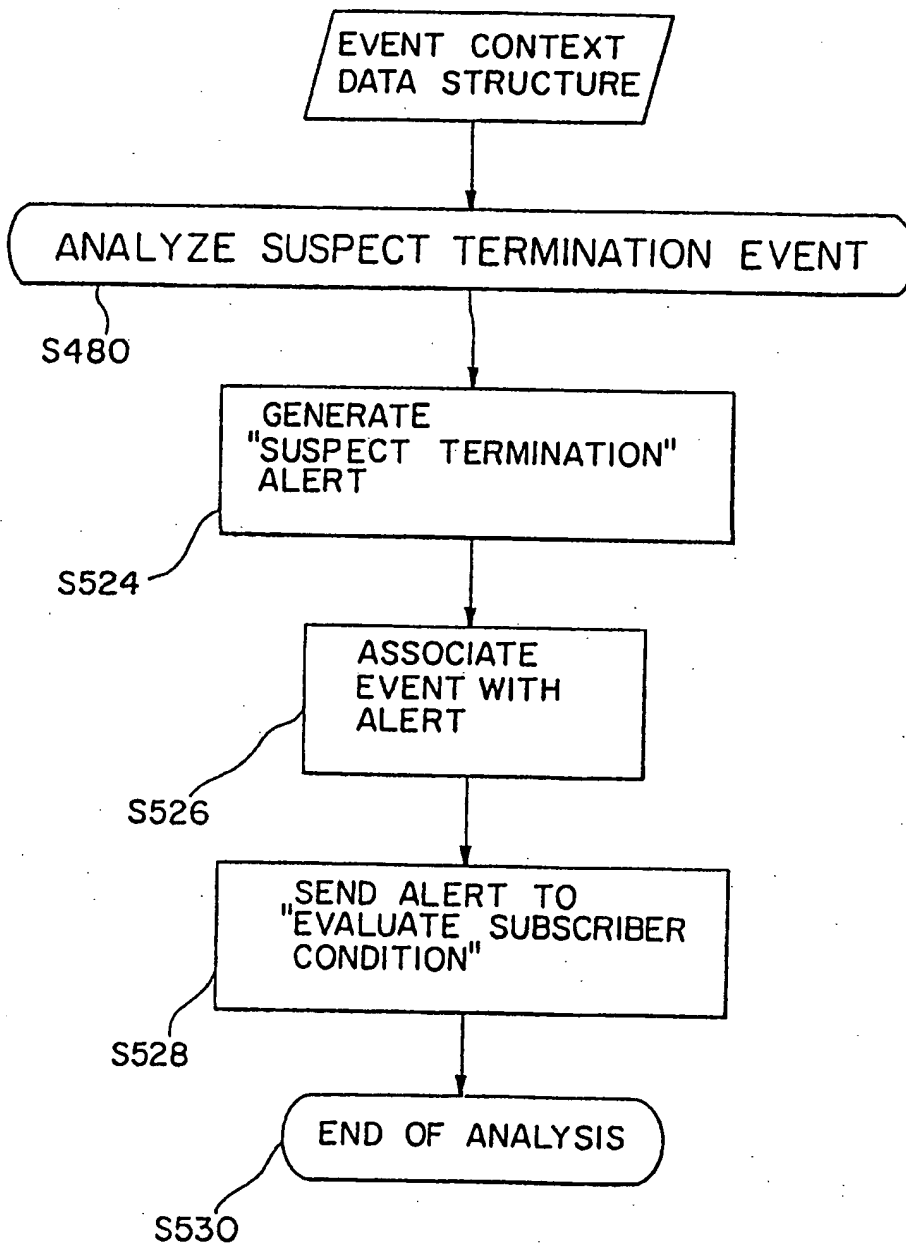 EVENT CONTEXT
DATA STRUCTURE
ANALYZE SUSPECT TERMINATION EVENT
S480
GENERATE
"SUSPECT TERMINATION"
ALERT
S524
ASSOCIATE
EVENT WITH
ALERT
S526
SEND ALERT TO
"EVALUATE SUBSCRIBER
CONDITION"
S528
END OF ANALYSIS
S530